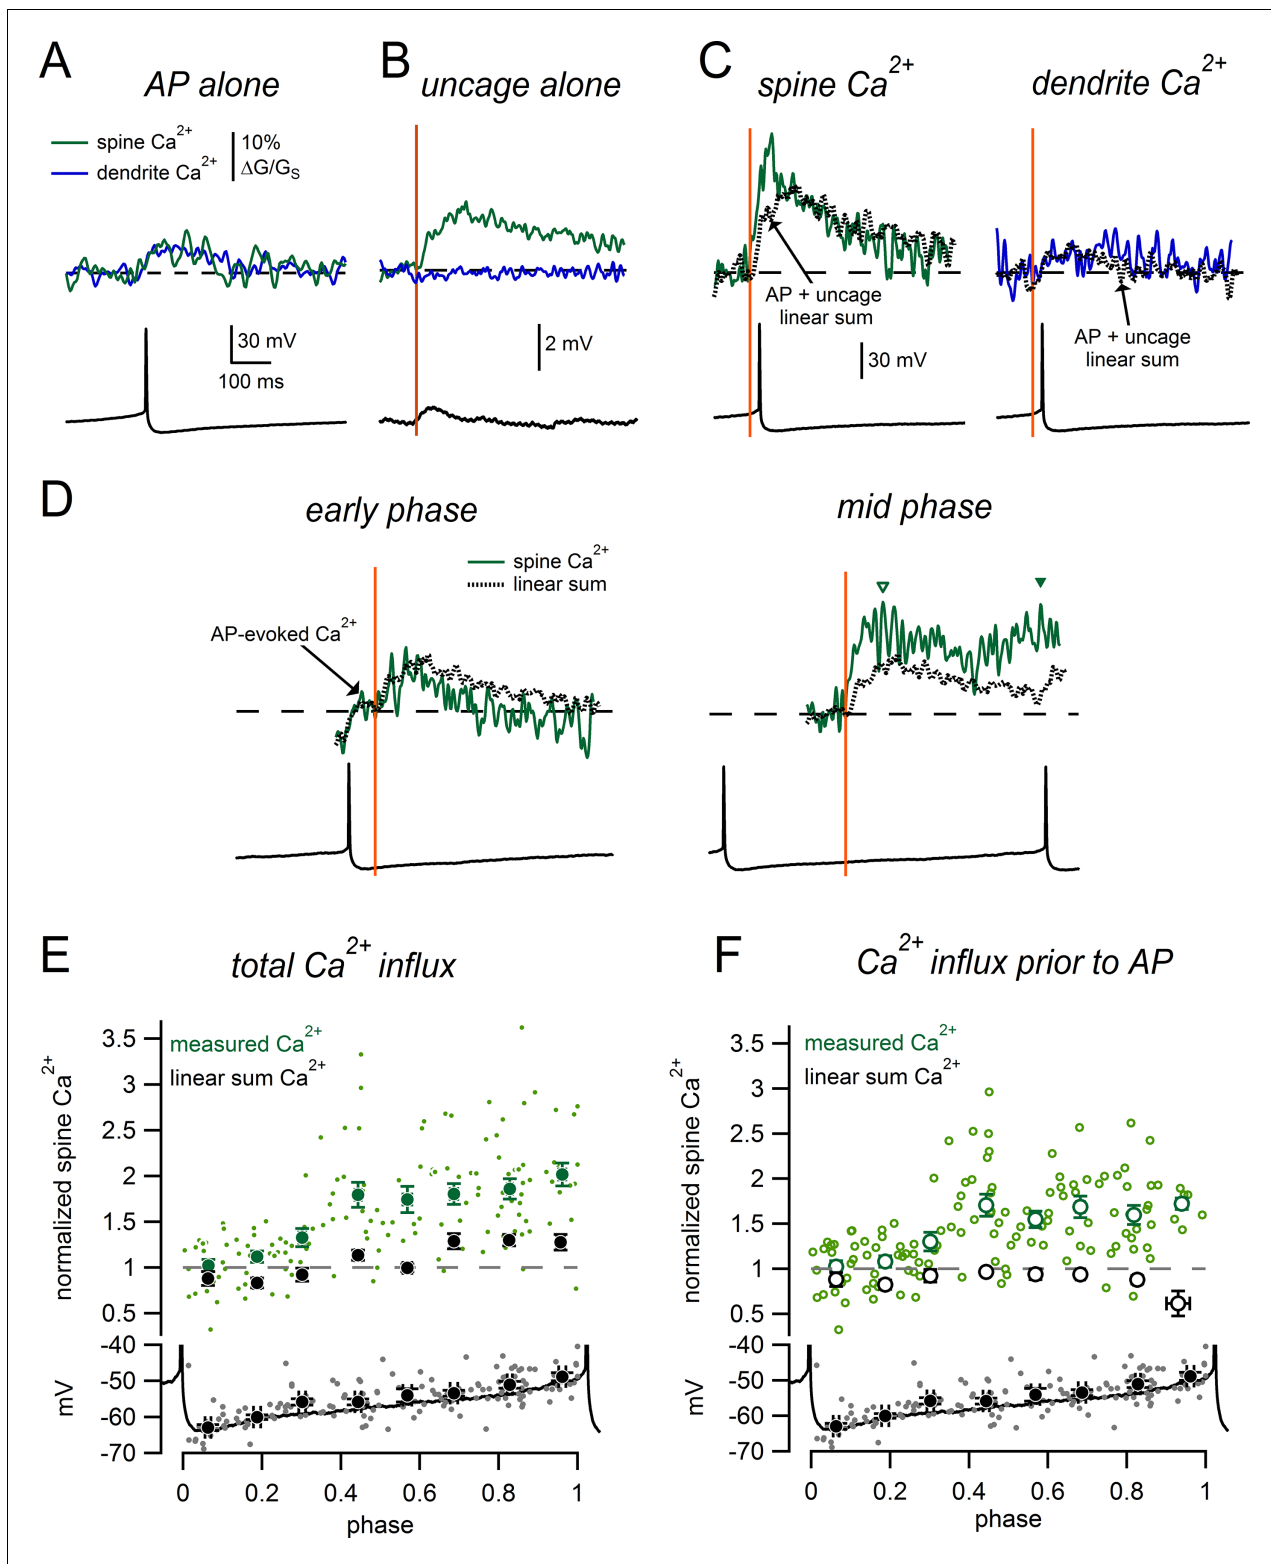 A
AP alone
spine Ca2+
dendrite Ca2+
10%
ΔG/GS
30 mV
100 ms
B
uncage alone
2 mV
C
spine Ca2+
dendrite Ca2+
AP + uncage
linear sum
30 mV
AP + uncage
linear sum
D
early phase
mid phase
spine Ca2+
linear sum
AP-evoked Ca2+
E
total Ca2+ influx
measured Ca2+
linear sum Ca2+
normalized spine Ca2+
3.5
3
2.5
2
1.5
1
0.5
mV
-40
-50
-60
-70
0 0.2 0.4 0.6 0.8 1
phase
F
Ca2+ influx prior to AP
measured Ca2+
linear sum Ca2+
normalized spine Ca2+
3.5
3
2.5
2
1.5
1
0.5
mV
-40
-50
-60
-70
0 0.2 0.4 0.6 0.8 1
phase